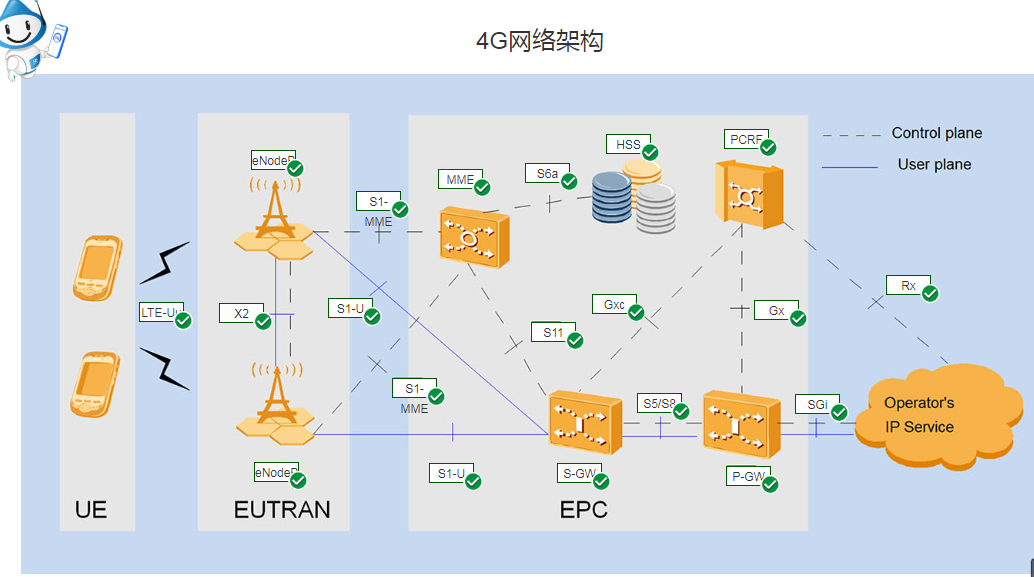 4G网络架构
Control plane
User plane
eNodeB
S1-
MME
MME
S6a
HSS
PCRF
LTE-Uu
X2
S1-U
S11
Gxc
Gx
Rx
S1-
MME
S5/S8
SGi
Operator's
IP Service
eNodeB
S1-U
S-GW
P-GW
UE
EUTRAN
EPC